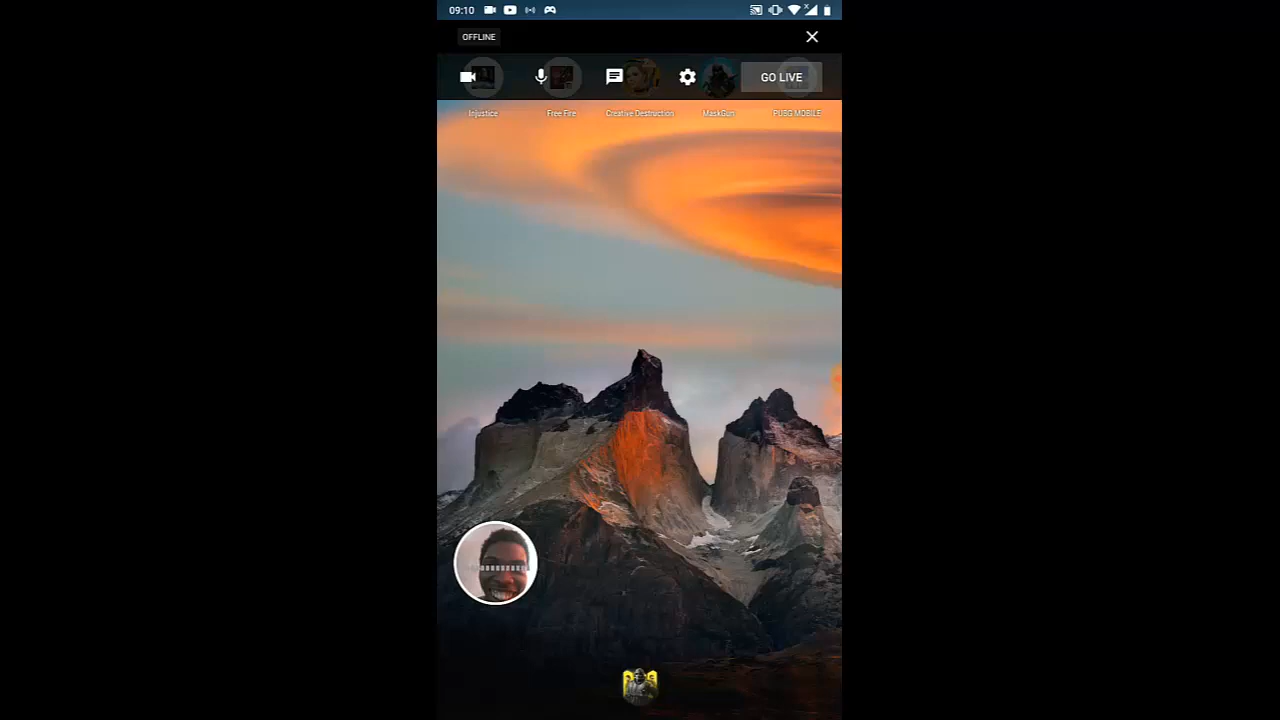 09:10
OFFLINE
GO LIVE
Injustice Free Fire Creative Destruction MaskGun PUBG MOBILE